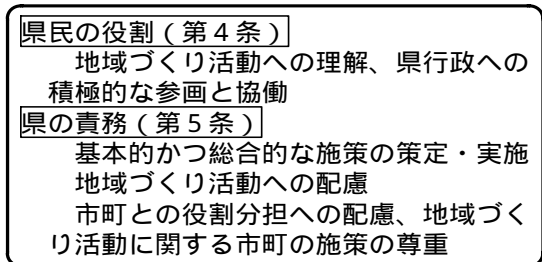 県民の役割(第4条)
地域づくり活動への理解、県行政への
積極的な参画と協働
県の責務(第5条)
基本的かつ総合的な施策の策定・実施
地域づくり活動への配慮
市町との役割分担への配慮、地域づく
り活動に関する市町の施策の尊重